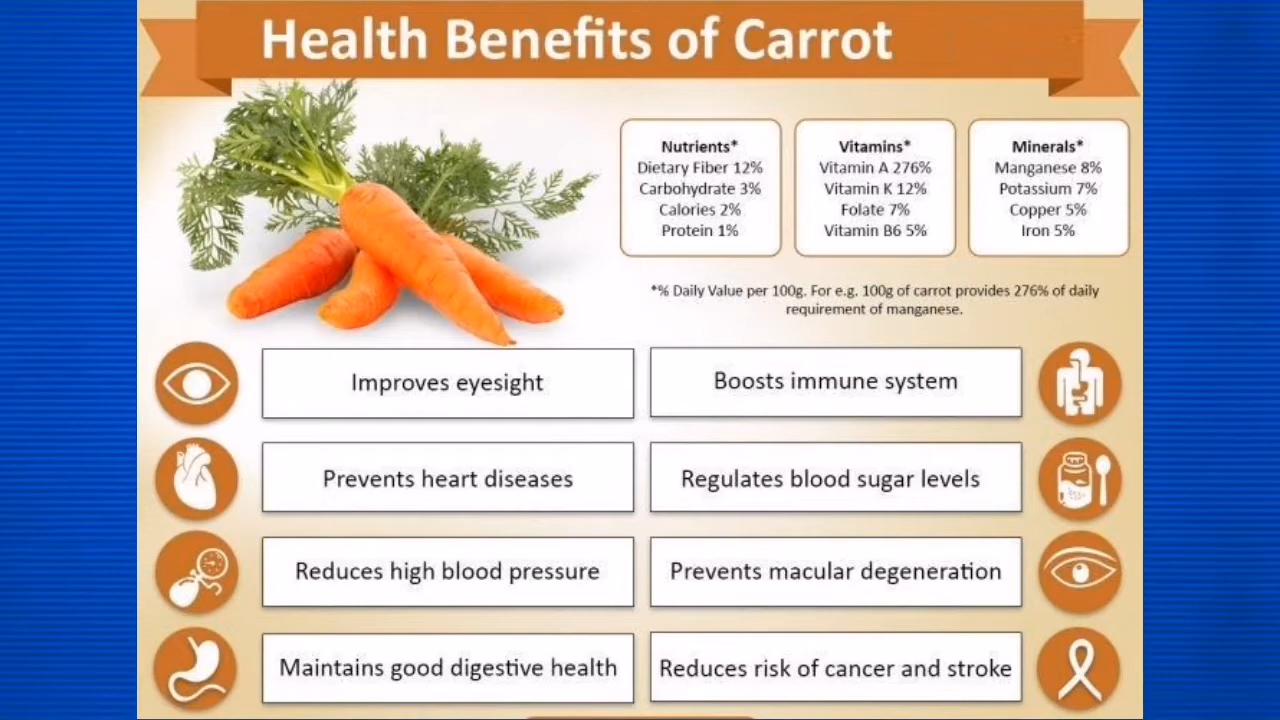 Health Benefits of Carrot
Nutrients*
Dietary Fiber 12%
Carbohydrate 3%
Calories 2%
Protein 1%
Vitamins*
Vitamin A 276%
Vitamin K 12%
Folate 7%
Vitamin B6 5%
Minerals*
Manganese 8%
Potassium 7%
Copper 5%
Iron 5%
*% Daily Value per 100g. For e.g. 100g of carrot provides 276% of daily
requirement of manganese.
Improves eyesight
Boosts immune system
Prevents heart diseases
Regulates blood sugar levels
Reduces high blood pressure
Prevents macular degeneration
Maintains good digestive health
Reduces risk of cancer and stroke